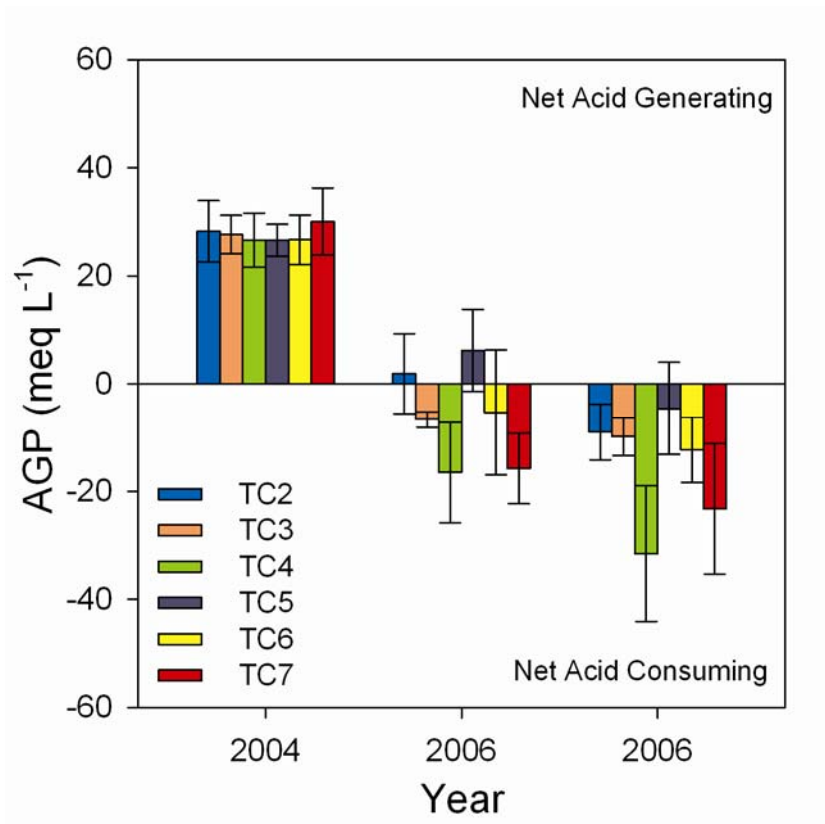 60
Net Acid Generating
40
20
AGP (meq L⁻¹)
0
-20
TC2
TC3
TC4
-40
TC5
TC6
Net Acid Consuming
TC7
-60
2004 2006 2006
Year